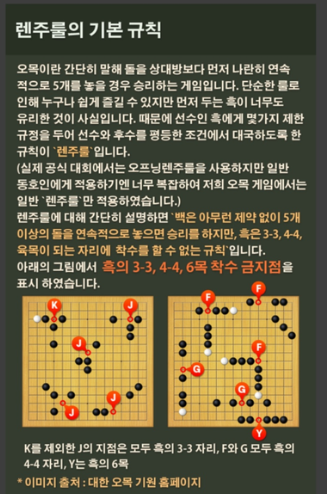 렌주룰의 기본 규칙
오목이란 간단히 말해 돌을 상대방보다 먼저 나란히 연속
적으로 5개를 놓을 경우 승리하는 게임입니다. 단순한 룰로
인해 누구나 쉽게 즐길 수 있지만 먼저 두는 흑이 너무도
유리한 것이 사실입니다. 때문에 선수인 흑에게 몇가지 제한
규정을 두어 선수와 후수를 평등한 조건에서 대국하도록 한
규칙이 '렌주룰'입니다.
(실제 공식 대회에서는 오프닝렌주룰을 사용하지만 일반
동호인에게 적용하기엔 너무 복잡하여 저희 오목 게임에서는
일반 '렌주룰'만 적용하였습니다.)
렌주룰에 대해 간단히 설명하면 '백은 아무런 제약 없이 5개
이상의 돌을 연속적으로 놓으면 승리를 하지만, 흑은 3-3, 4-4,
육목이 되는 자리에 착수를 할 수 없는 규칙'입니다.
아래의 그림에서 흑의 3-3, 4-4, 6목 착수 금지점을
표시 하였습니다.
K J F F
J F
G
J J G
Y
K를 제외한 J의 지점은 모두 흑의 3-3 자리, F와 G 모두 흑의
4-4 자리, Y는 흑의 6목
* 이미지 출처 : 대한 오목 기원 홈페이지